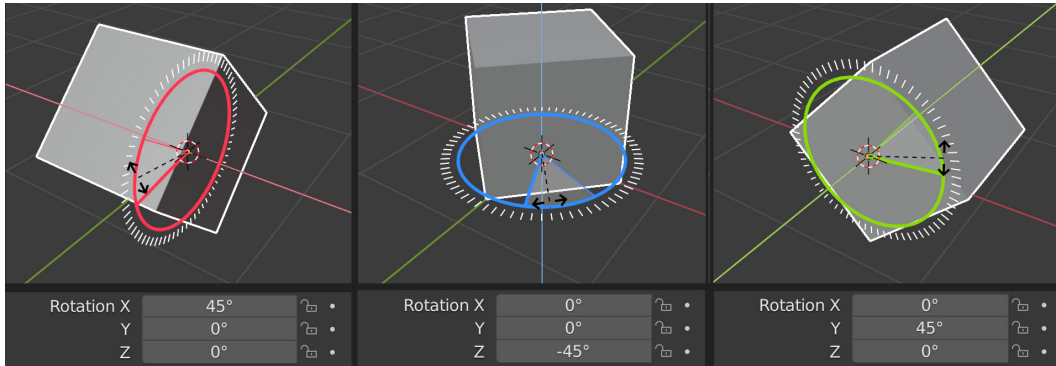 Rotation X 45°
Y 0°
Z 0°
Rotation X 0°
Y 0°
Z -45°
Rotation X 0°
Y 45°
Z 0°